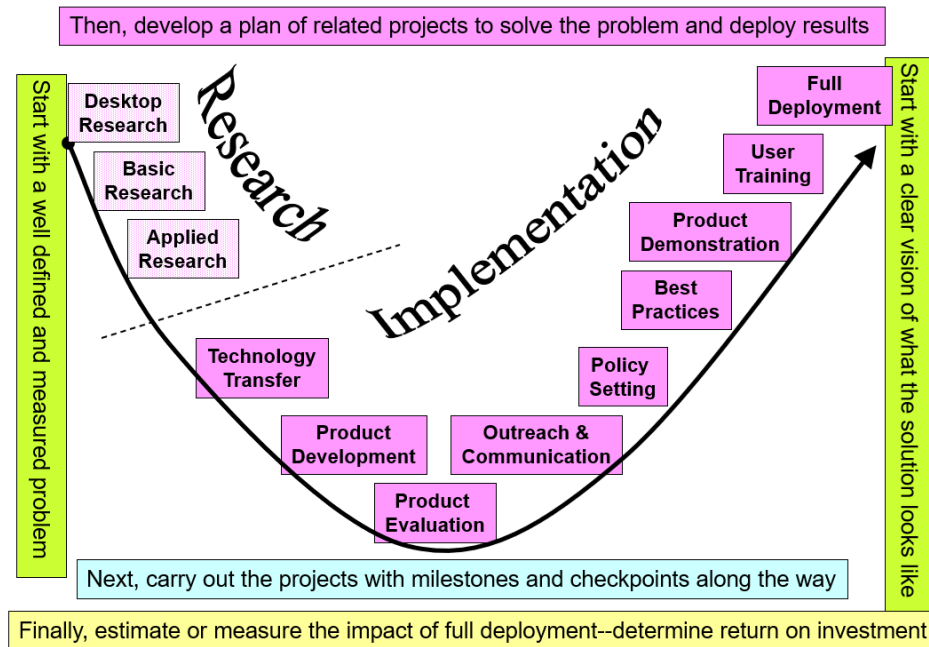 Then, develop a plan of related projects to solve the problem and deploy results
Start with a well defined and measured problem
Desktop
Research
Basic
Research
Applied
Research
Research
Implementation
Technology
Transfer
Product
Development
Product
Evaluation
Outreach &
Communication
Policy
Setting
Best
Practices
Product
Demonstration
User
Training
Full
Deployment
Start with a clear vision of what the solution looks like
Next, carry out the projects with milestones and checkpoints along the way
Finally, estimate or measure the impact of full deployment--determine return on investment